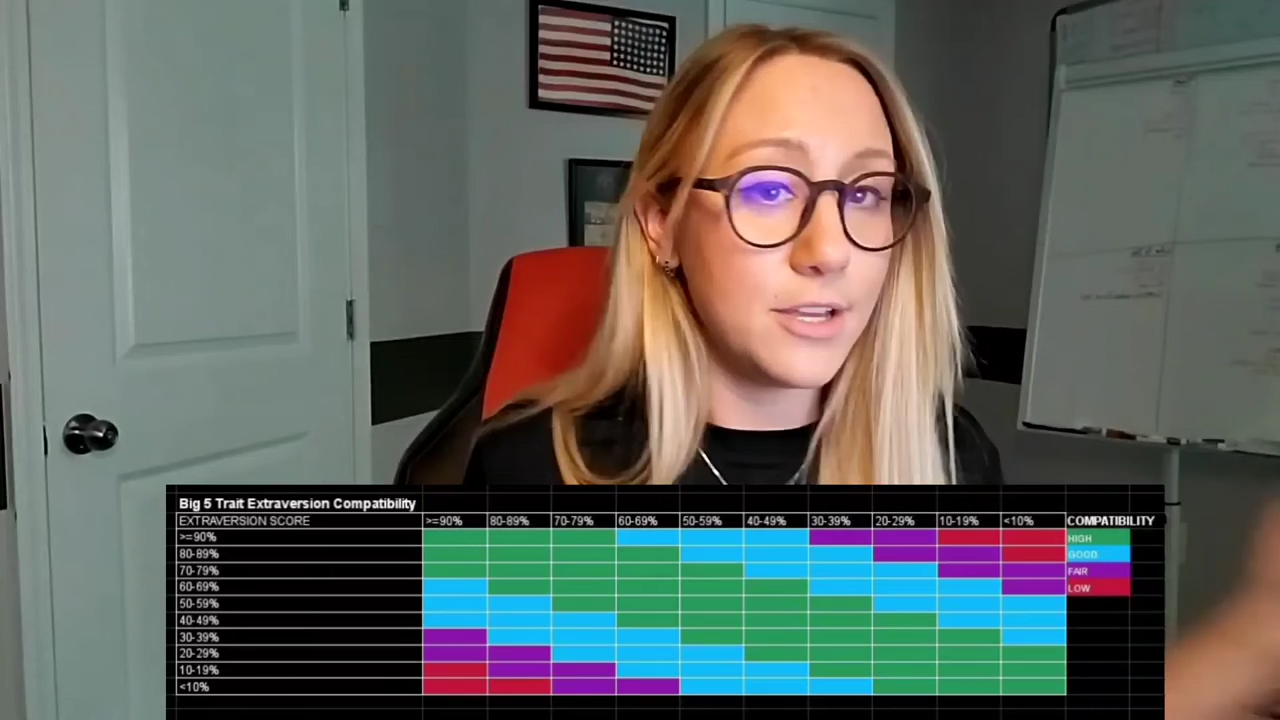 Big 5 Trait Extraversion Compatibility
EXTRAVERSION SCORE >=90% 80-89% 70-79% 60-69% 50-59% 40-49% 30-39% 20-29% 10-19% <10% COMPATIBILITY
>=90% HIGH
80-89% GOOD
70-79% FAIR
60-69% LOW
50-59%
40-49%
30-39%
20-29%
10-19%
<10%